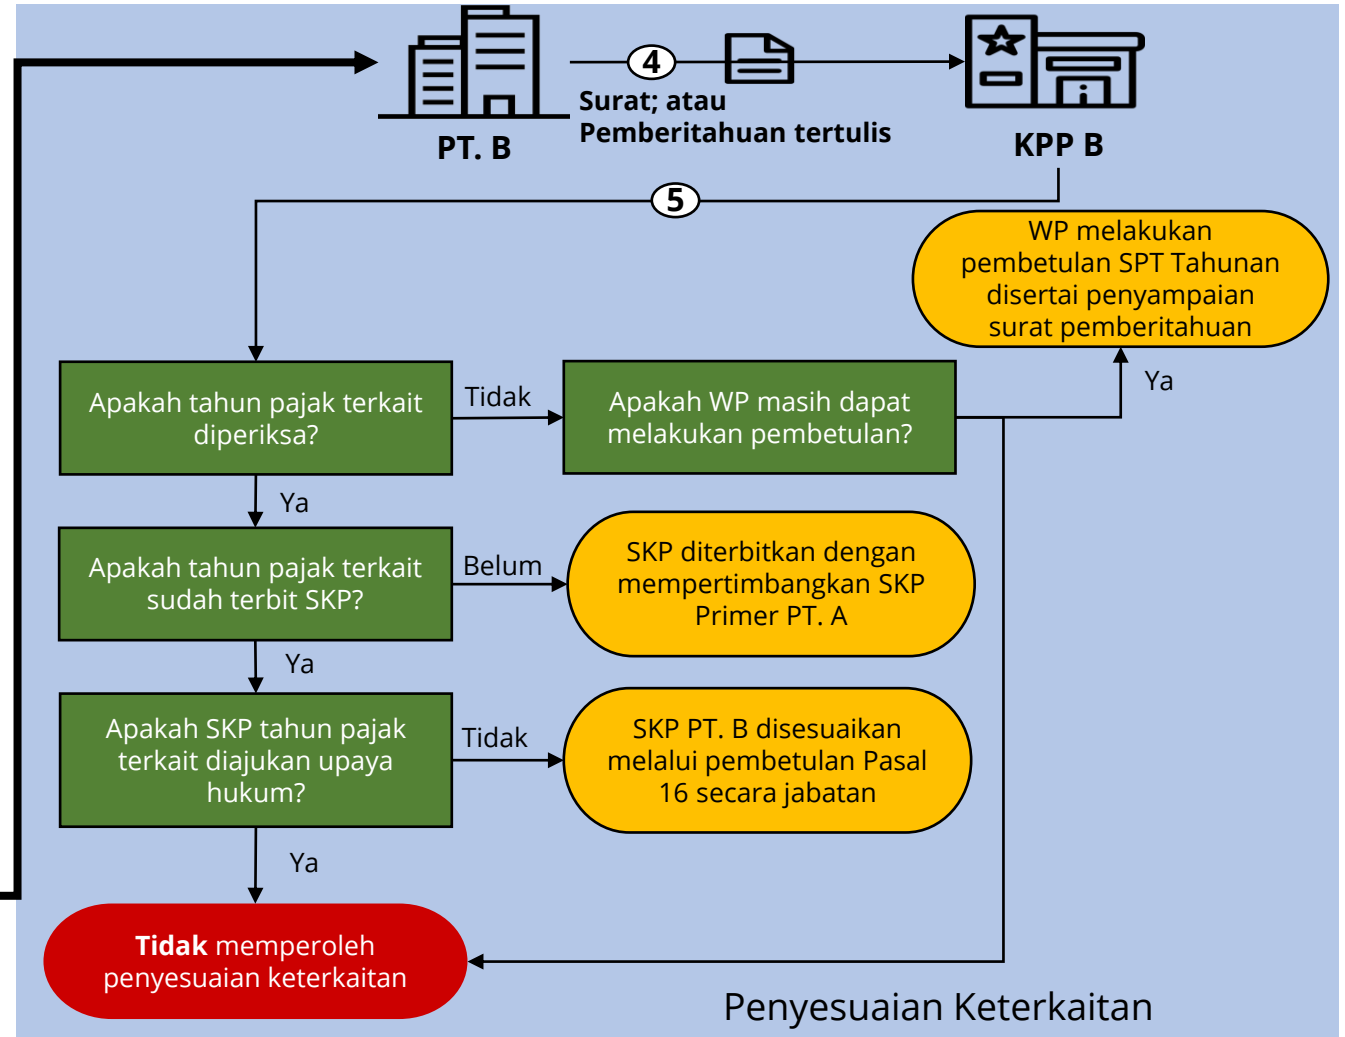 4
Surat; atau
Pemberitahuan tertulis
PT. B
KPP B
5
WP melakukan
pembetulan SPT Tahunan
disertai penyampaian
surat pemberitahuan
Ya
Apakah tahun pajak terkait
diperiksa?
Tidak
Apakah WP masih dapat
melakukan pembetulan?
Ya
Apakah tahun pajak terkait
sudah terbit SKP?
Belum
SKP diterbitkan dengan
mempertimbangkan SKP
Primer PT. A
Ya
Apakah SKP tahun pajak
terkait diajukan upaya
hukum?
Tidak
SKP PT. B disesuaikan
melalui pembetulan Pasal
16 secara jabatan
Ya
Tidak memperoleh
penyesuaian keterkaitan
Penyesuaian Keterkaitan